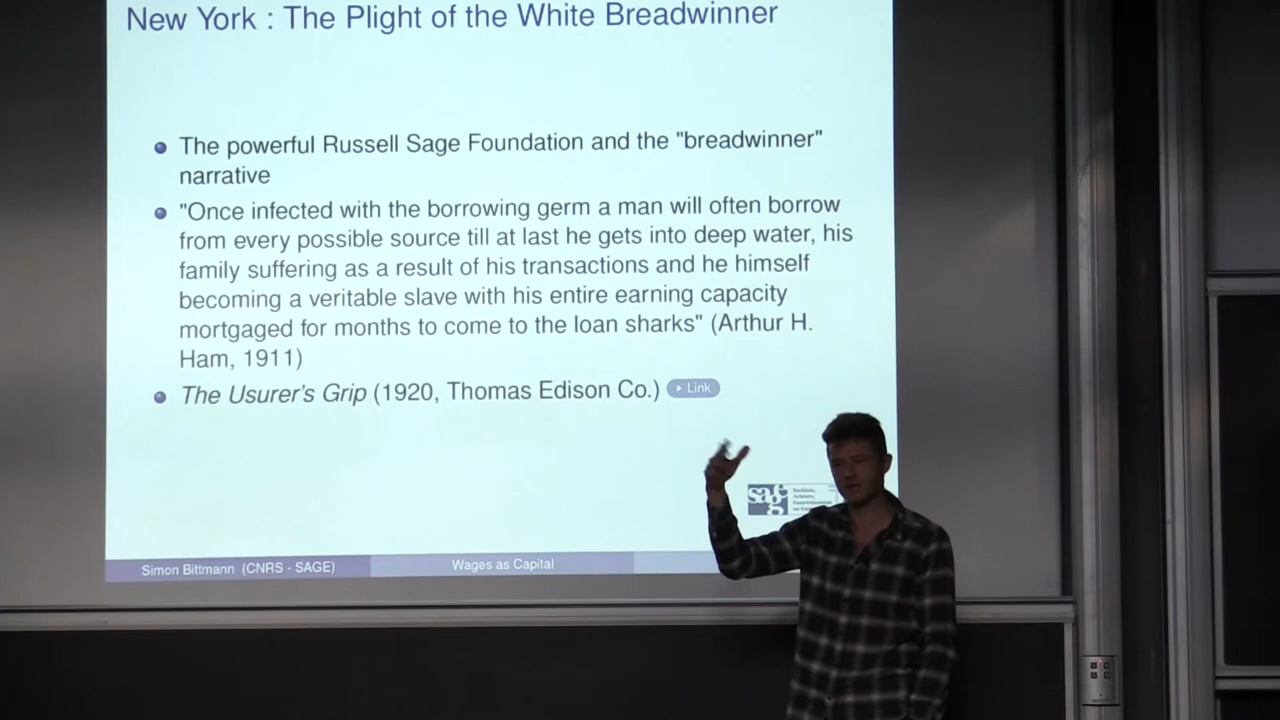 New York : The Plight of the White Breadwinner
The powerful Russell Sage Foundation and the "breadwinner"
narrative
"Once infected with the borrowing germ a man will often borrow
from every possible source till at last he gets into deep water, his
family suffering as a result of his transactions and he himself
becoming a veritable slave with his entire earning capacity
mortgaged for months to come to the loan sharks" (Arthur H.
Ham, 1911)
The Usurer's Grip (1920, Thomas Edison Co.) Link
sage
Simon Bittmann (CNRS - SAGE) Wages as Capital